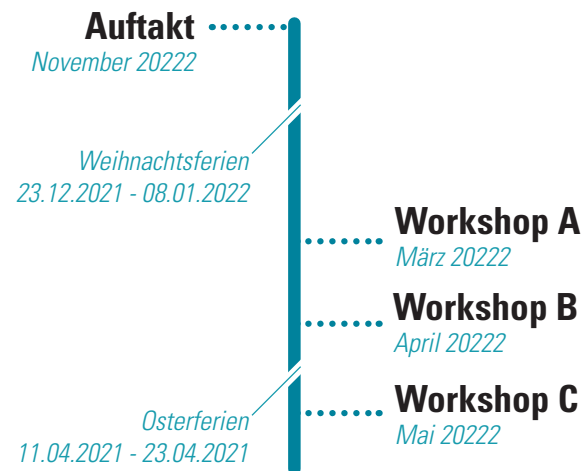 Auftakt
November 20222
Weihnachtsferien
23.12.2021 - 08.01.2022
Workshop A
März 20222
Workshop B
April 20222
Workshop C
Mai 20222
Osterferien
11.04.2021 - 23.04.2021